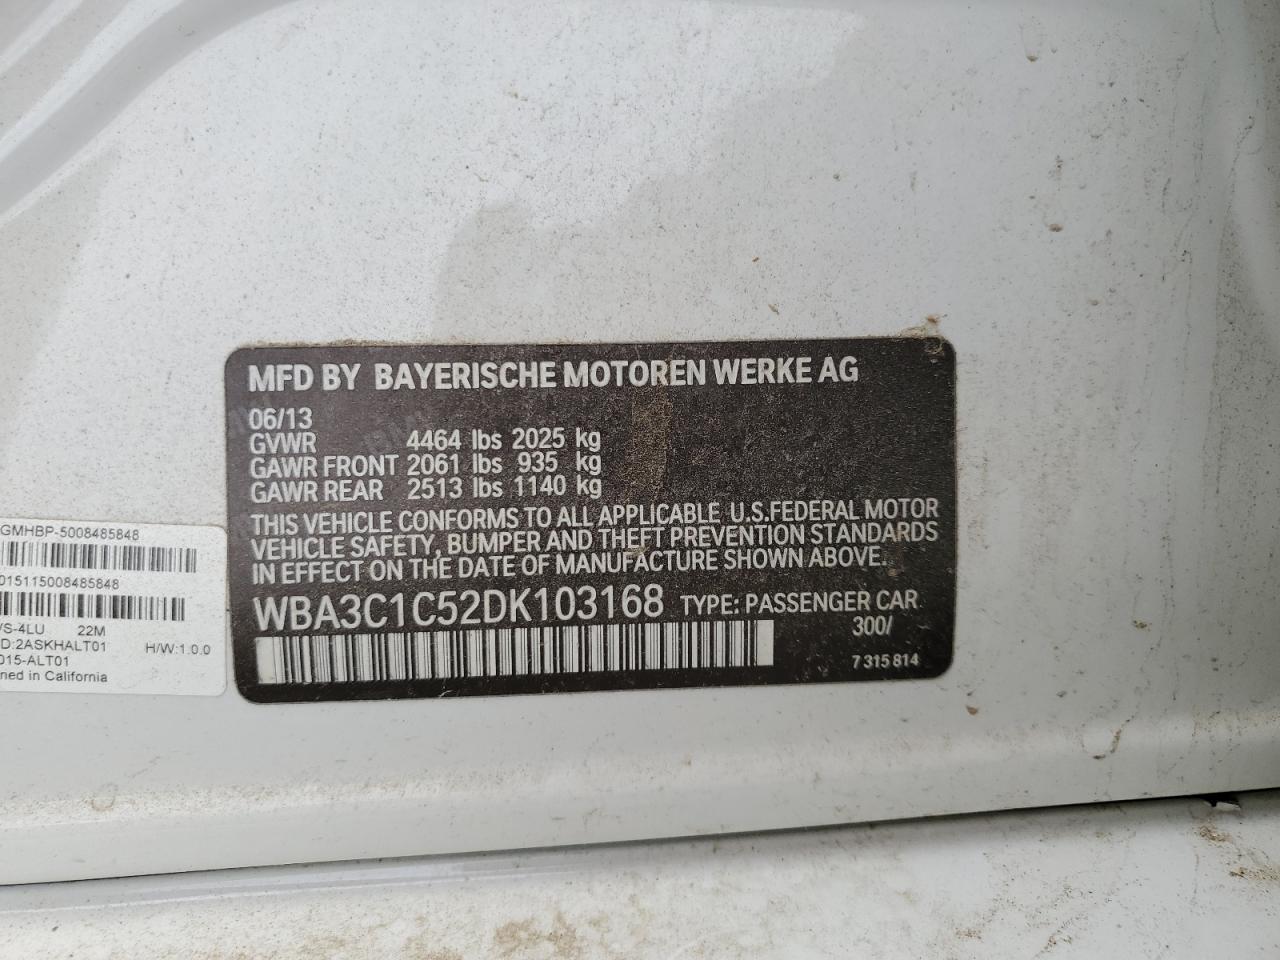 MFD BY BAYERISCHE MOTOREN WERKE AG
06/13
GVWR 4464 lbs 2025 kg
GAWR FRONT 2061 lbs 935 kg
GAWR REAR 2513 lbs 1140 kg
THIS VEHICLE CONFORMS TO ALL APPLICABLE U.S.FEDERAL MOTOR
VEHICLE SAFETY, BUMPER AND THEFT PREVENTION STANDARDS
IN EFFECT ON THE DATE OF MANUFACTURE SHOWN ABOVE.
WBA3C1C52DK103168 TYPE: PASSENGER CAR
300/
7 315 814
GMHBP-5008485848
015115008485848
VS-4LU 22M
D:2ASKHALT01 H/W:1.0.0
015-ALT01
ned in California